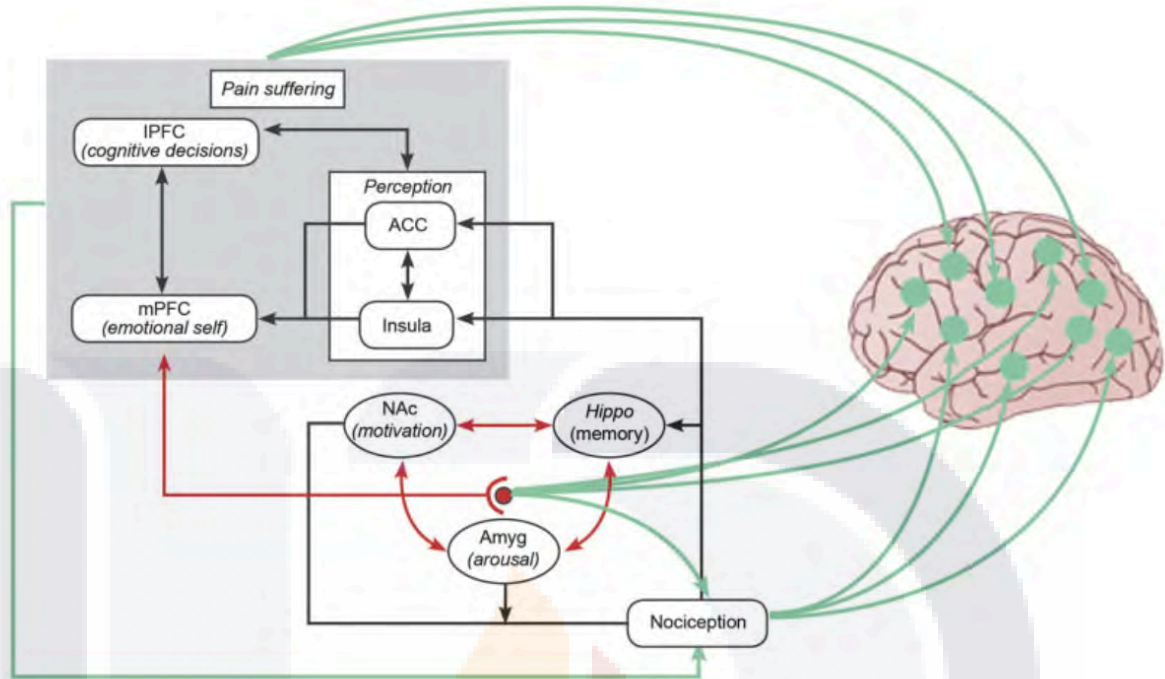 Pain suffering
lPFC
(cognitive decisions)
Perception
ACC
mPFC
(emotional self)
Insula
NAc
(motivation)
Hippo
(memory)
Amyg
(arousal)
Nociception